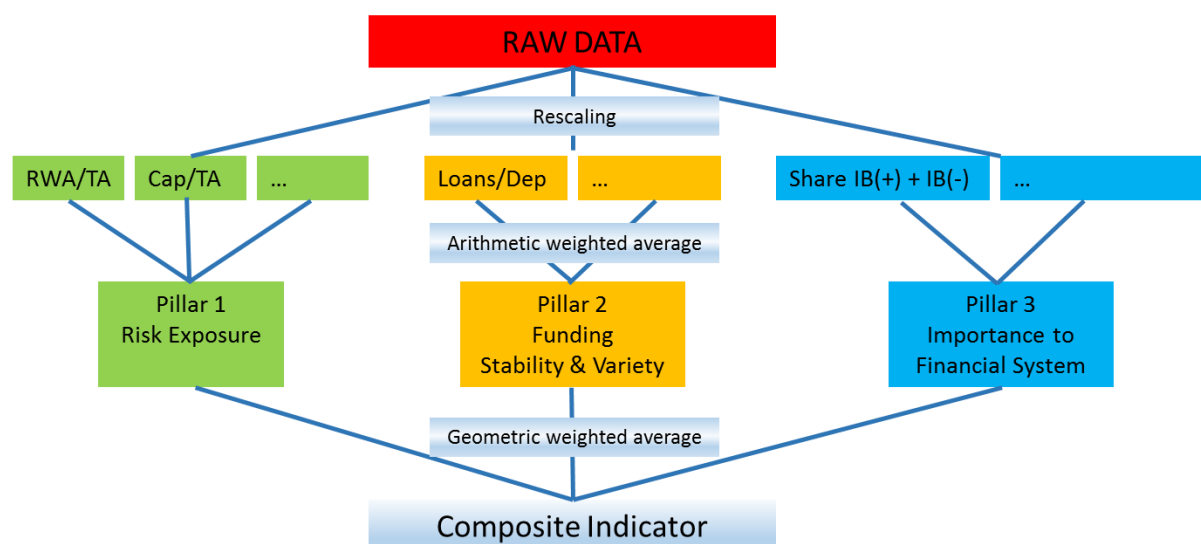 RAW DATA
Rescaling
RWA/TA
Cap/TA
...
Loans/Dep
...
Share IB(+) + IB(-)
...
Arithmetic weighted average
Pillar 1
Risk Exposure
Pillar 2
Funding
Stability & Variety
Pillar 3
Importance to
Financial System
Geometric weighted average
Composite Indicator